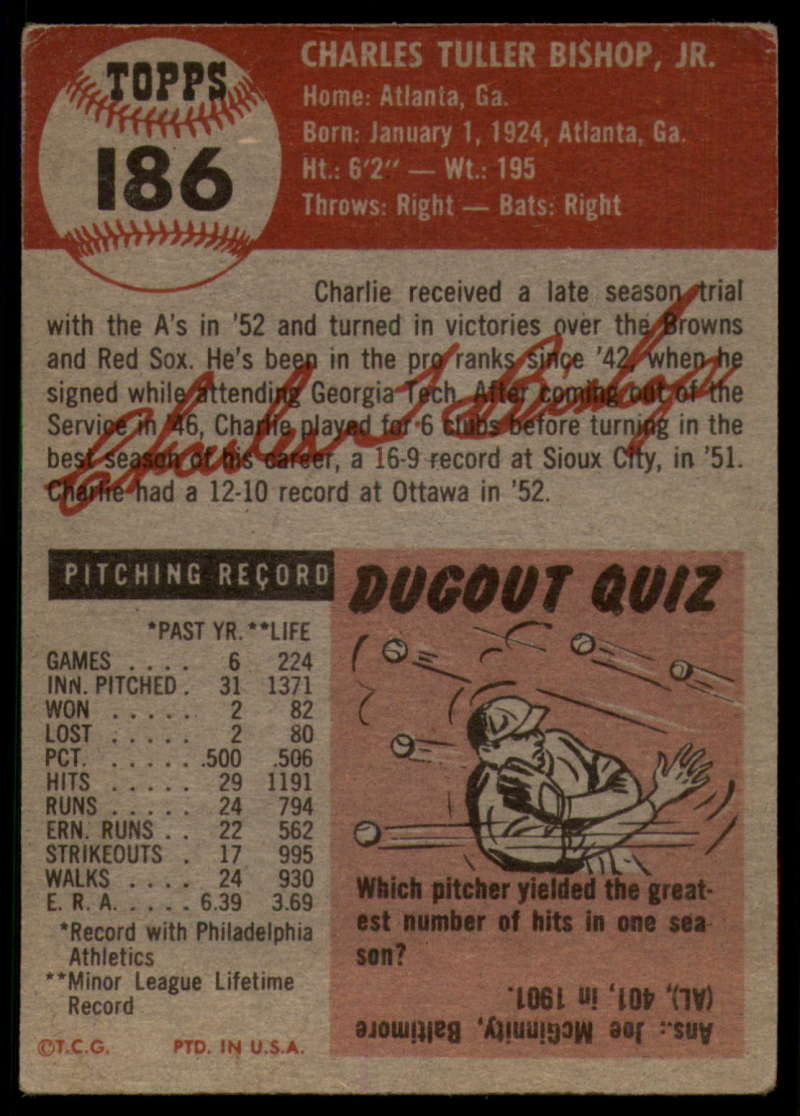 TOPPS
186
CHARLES TULLER BISHOP, JR.
Home: Atlanta, Ga.
Born: January 1, 1924, Atlanta, Ga.
Ht.: 6'2" — Wt.: 195
Throws: Right — Bats: Right
Charlie received a late season trial
with the A's in '52 and turned in victories over the Browns
and Red Sox. He's been in the pro ranks since '42, when he
signed while attending Georgia Tech. After coming out of the
Service in '46, Charlie played for 6 clubs before turning in the
best season of his career, a 16-9 record at Sioux City, in '51.
Charlie had a 12-10 record at Ottawa in '52.
Charles T Bishop
PITCHING RECORD
*PAST YR. **LIFE
GAMES . . . . 6 224
INN. PITCHED . 31 1371
WON . . . . . 2 82
LOST . . . . . 2 80
PCT. . . . . . .500 .506
HITS . . . . . 29 1191
RUNS . . . . . 24 794
ERN. RUNS . . 22 562
STRIKEOUTS . 17 995
WALKS . . . . 24 930
E. R. A. . . . . 6.39 3.69
*Record with Philadelphia
Athletics
**Minor League Lifetime
Record
©T.C.G. PTD. IN U.S.A.
DUGOUT QUIZ
Which pitcher yielded the great-
est number of hits in one sea-
son?
Ans.: Joe McGinnity, Baltimore
(AL), 401, in 1901.